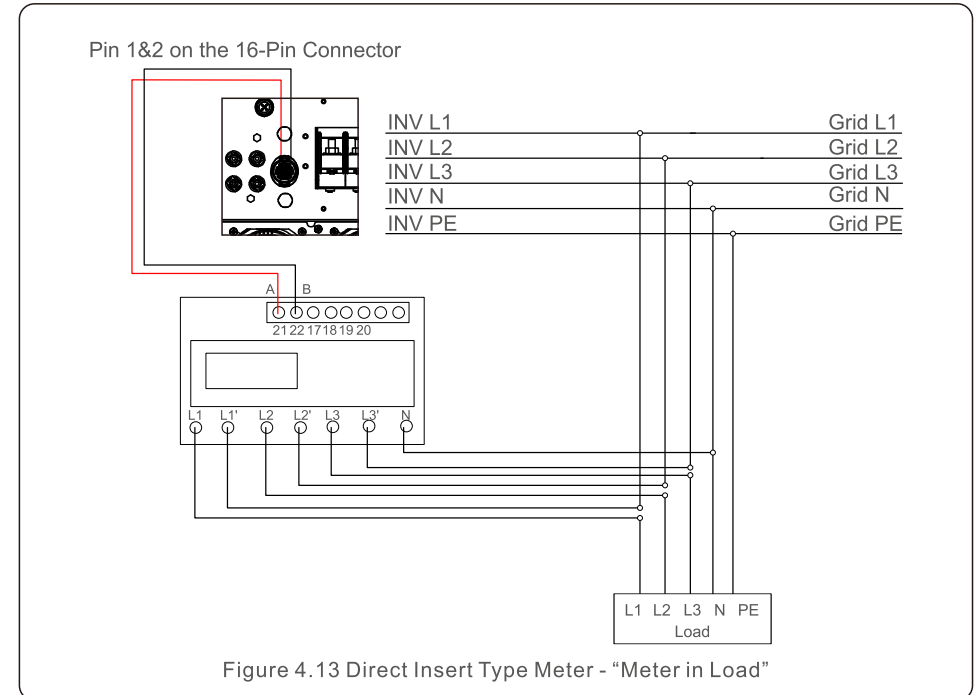 Pin 1&2 on the 16-Pin Connector
INV L1 Grid L1
INV L2 Grid L2
INV L3 Grid L3
INV N Grid N
INV PE Grid PE
A B
21 22 17 18 19 20
L1 L1' L2 L2' L3 L3' N
L1 L2 L3 N PE
Load
Figure 4.13 Direct Insert Type Meter - “Meter in Load”